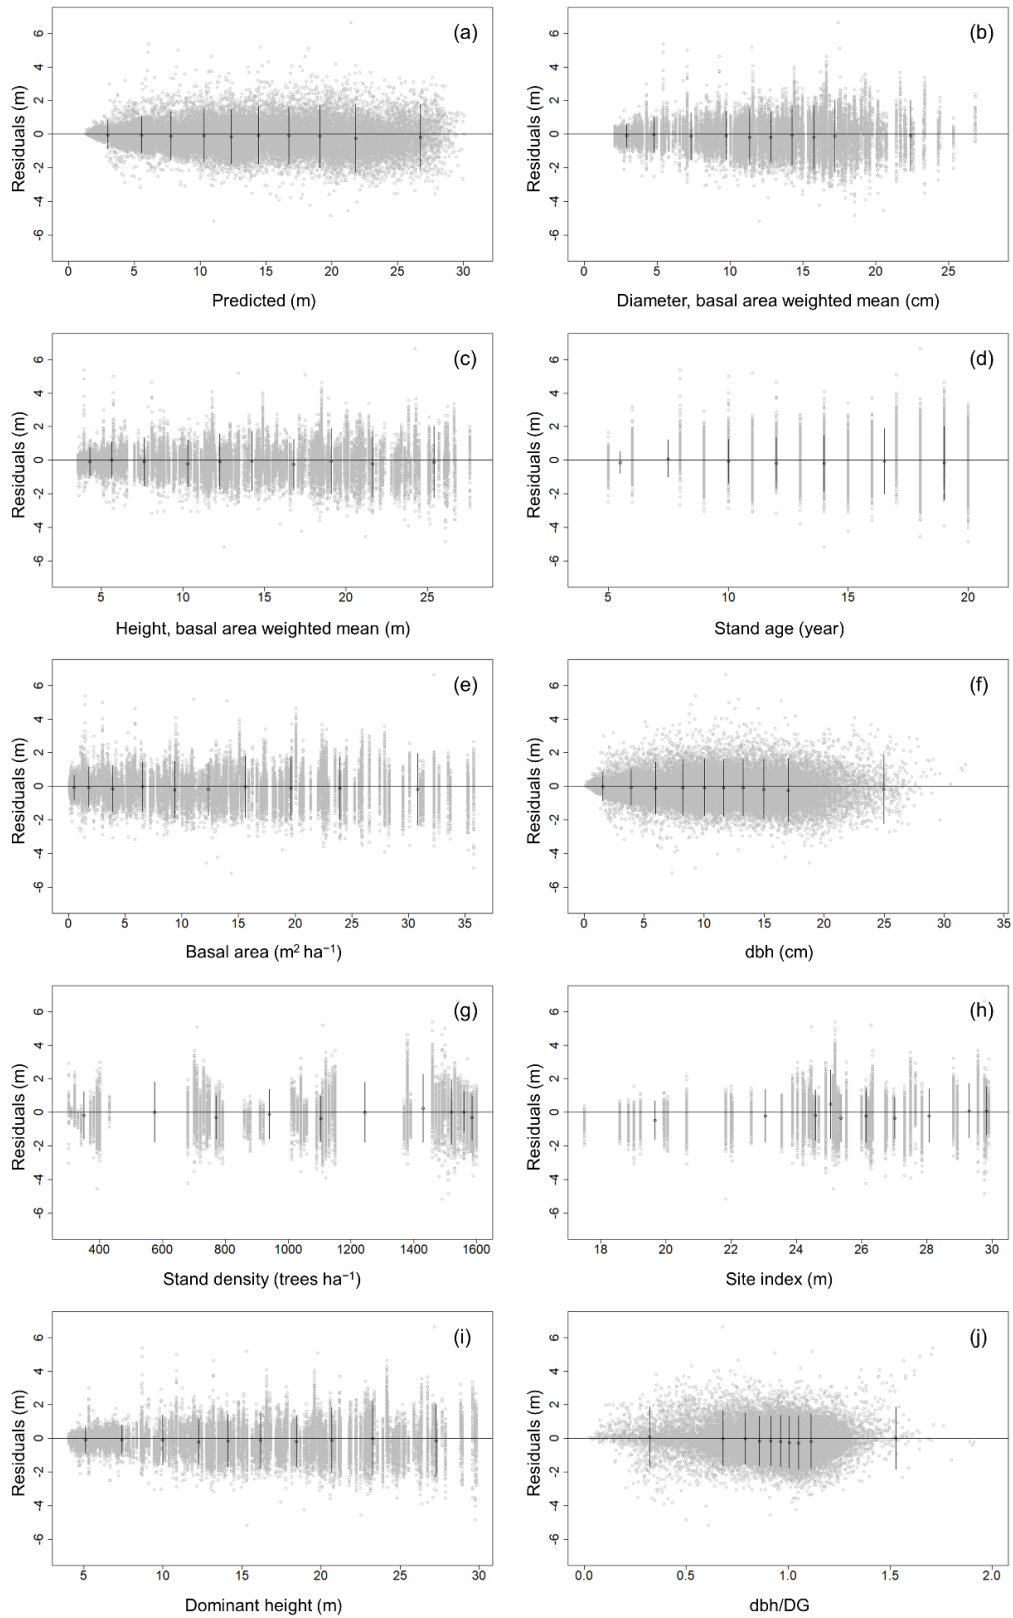 (a)
Residuals (m)
6
4
2
0
-2
-4
-6
0 5 10 15 20 25 30
Predicted (m)
(b)
Residuals (m)
6
4
2
0
-2
-4
-6
0 5 10 15 20 25
Diameter, basal area weighted mean (cm)
(c)
Residuals (m)
6
4
2
0
-2
-4
-6
5 10 15 20 25
Height, basal area weighted mean (m)
(d)
Residuals (m)
6
4
2
0
-2
-4
-6
5 10 15 20
Stand age (year)
(e)
Residuals (m)
6
4
2
0
-2
-4
-6
0 5 10 15 20 25 30 35
Basal area (m² ha⁻¹)
(f)
Residuals (m)
6
4
2
0
-2
-4
-6
0 5 10 15 20 25 30 35
dbh (cm)
(g)
Residuals (m)
6
4
2
0
-2
-4
-6
400 600 800 1000 1200 1400 1600
Stand density (trees ha⁻¹)
(h)
Residuals (m)
6
4
2
0
-2
-4
-6
18 20 22 24 26 28 30
Site index (m)
(i)
Residuals (m)
6
4
2
0
-2
-4
-6
5 10 15 20 25 30
Dominant height (m)
(j)
Residuals (m)
6
4
2
0
-2
-4
-6
0.0 0.5 1.0 1.5 2.0
dbh/DG